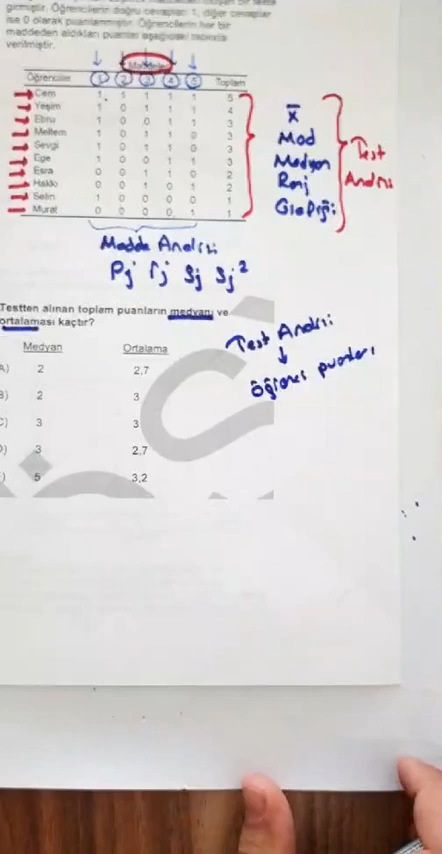 girmiştir. Öğrencilerin doğru cevapları 1, diğer cevaplar
ise 0 olarak puanlanmıştır. Öğrencilerin her bir
maddeden aldıkları puanlar aşağıdaki tabloda
verilmiştir.
Maddeler
Öğrenciler 1 2 3 4 5 Toplam
Cem 1 1 1 1 1 5
Yeşim 1 0 1 1 1 4
Ebru 1 0 0 1 1 3
Meltem 1 0 1 1 0 3
Sevgi 1 0 1 1 0 3
Ege 1 0 0 1 1 3
Esra 0 0 1 1 0 2
Hakkı 0 0 1 0 1 2
Selin 1 0 0 0 0 1
Murat 0 0 0 0 1 1
x̄
Mod
Medyan
Ranj
Test
Analizi
Madde Analizi
Pj rj Sj Sj²
Testten alınan toplam puanların medyanı ve
ortalaması kaçtır?
Medyan Ortalama
A) 2 2,7
B) 2 3
C) 3 3
D) 3 2,7
) 5 3,2
Test Analizi
Öğrenci puanları